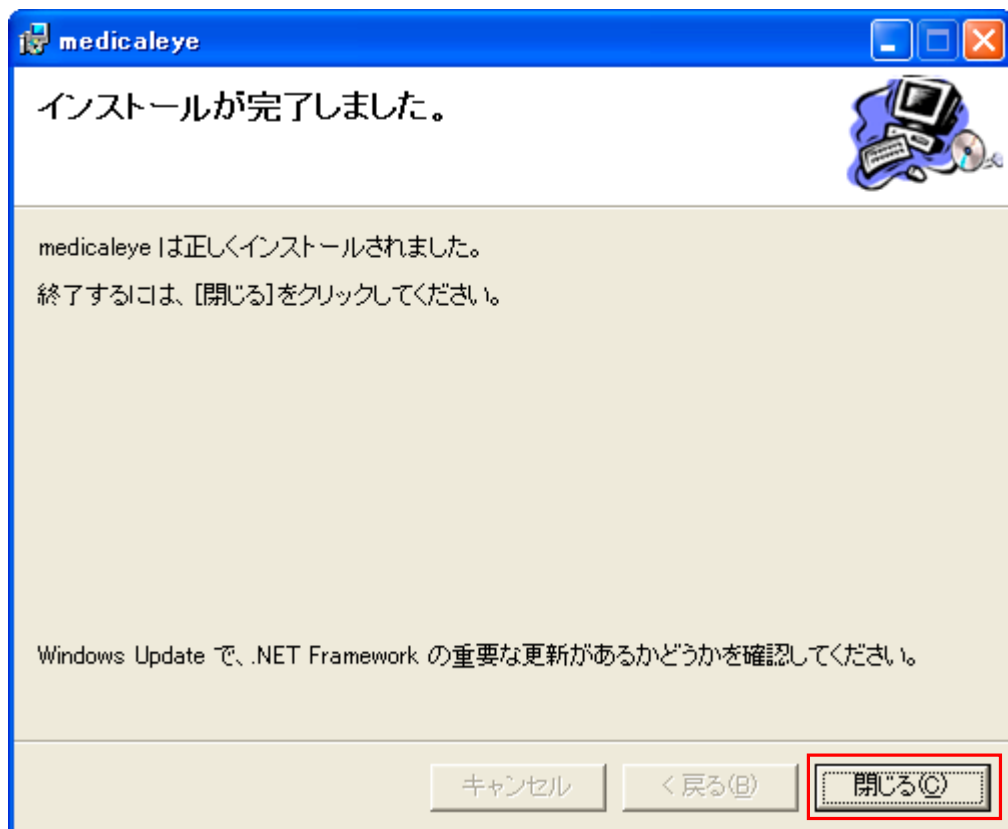 medicaleye
インストールが完了しました。
medicaleye は正しくインストールされました。
終了するには、[閉じる]をクリックしてください。
Windows Update で、.NET Framework の重要な更新があるかどうかを確認してください。
キャンセル
< 戻る(B)
閉じる(C)